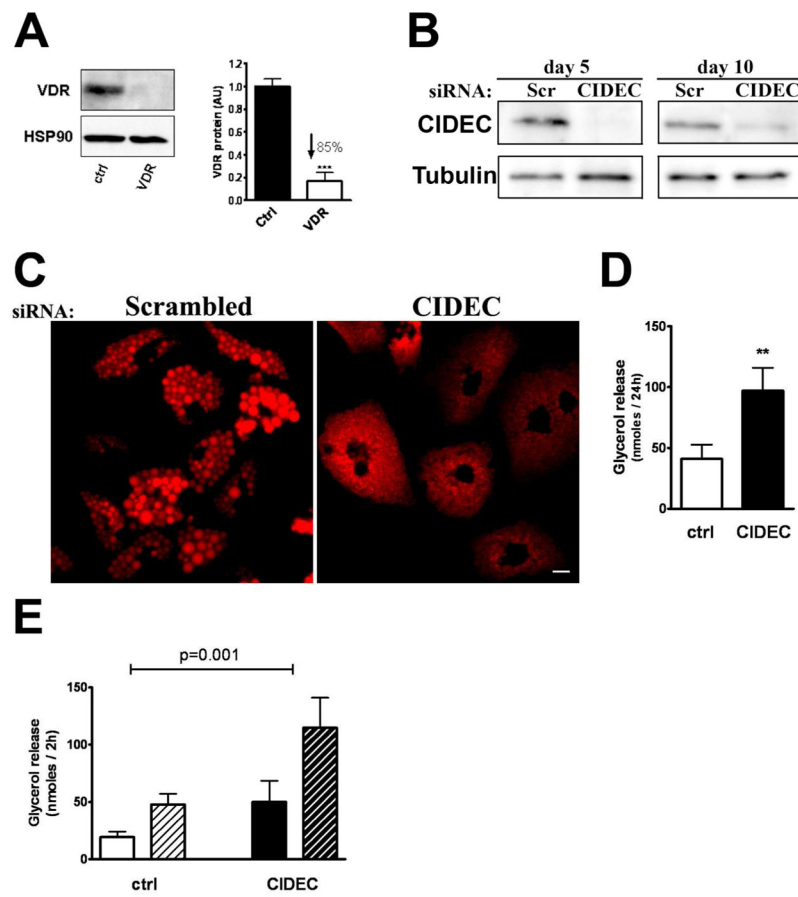 A
VDR
HSP90
ctrl VDR
VDR protein (AU)
1.2
1.0
0.8
0.6
0.4
0.2
0.0
85%
***
Ctrl VDR
B
day 5 day 10
siRNA: Scr CIDEC Scr CIDEC
CIDEC
Tubulin
C
siRNA: Scrambled CIDEC
D
Glycerol release
(nmoles / 24h)
150
100
50
0
**
ctrl CIDEC
E
p=0.001
Glycerol release
(nmoles / 2h)
150
100
50
0
ctrl CIDEC